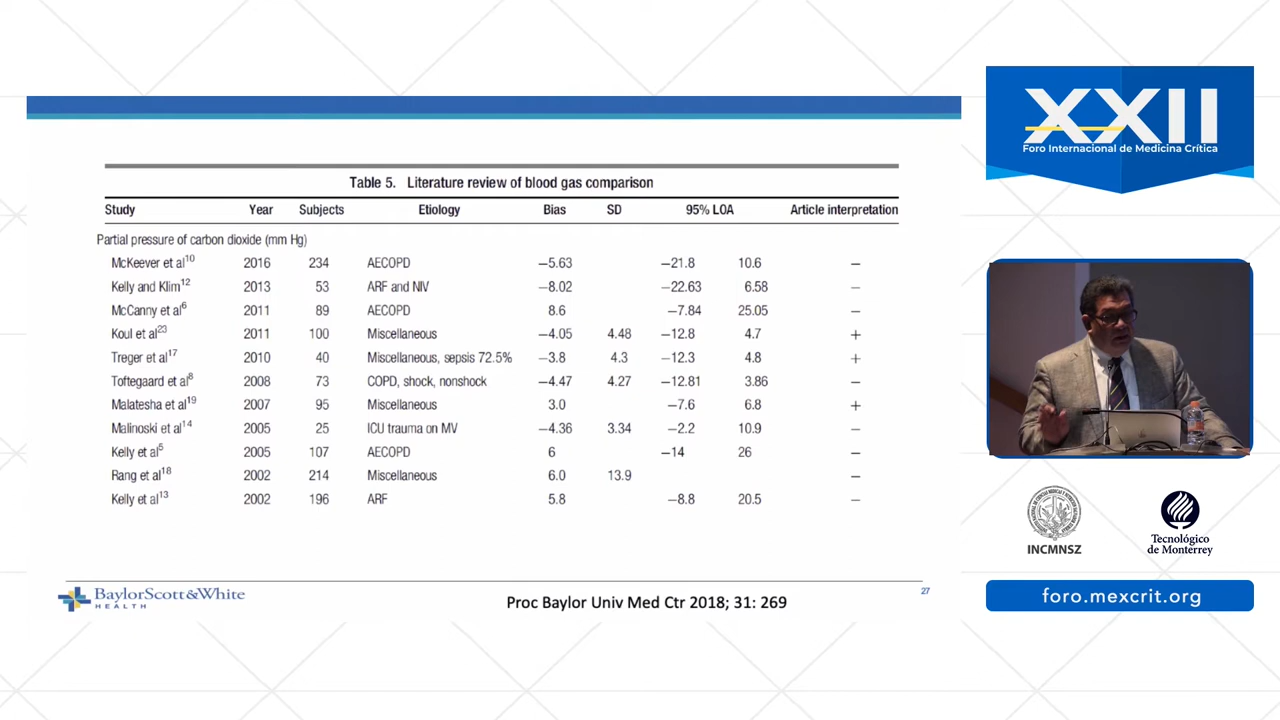 Table 5. Literature review of blood gas comparison
Study Year Subjects Etiology Bias SD 95% LOA Article interpretation
Partial pressure of carbon dioxide (mm Hg)
McKeever et al10 2016 234 AECOPD −5.63 −21.8 10.6 −
Kelly and Klim12 2013 53 ARF and NIV −8.02 −22.63 6.58 −
McCanny et al6 2011 89 AECOPD 8.6 −7.84 25.05 −
Koul et al23 2011 100 Miscellaneous −4.05 4.48 −12.8 4.7 +
Treger et al17 2010 40 Miscellaneous, sepsis 72.5% −3.8 4.3 −12.3 4.8 +
Toftegaard et al8 2008 73 COPD, shock, nonshock −4.47 4.27 −12.81 3.86 −
Malatesha et al19 2007 95 Miscellaneous 3.0 −7.6 6.8 +
Malinoski et al14 2005 25 ICU trauma on MV −4.36 3.34 −2.2 10.9 −
Kelly et al5 2005 107 AECOPD 6 −14 26 −
Rang et al18 2002 214 Miscellaneous 6.0 13.9 −
Kelly et al13 2002 196 ARF 5.8 −8.8 20.5 −
BaylorScott&White
HEALTH
Proc Baylor Univ Med Ctr 2018; 31: 269
27
XXII
Foro Internacional de Medicina Crítica
INCMNSZ
Tecnológico
de Monterrey
foro.mexcrit.org